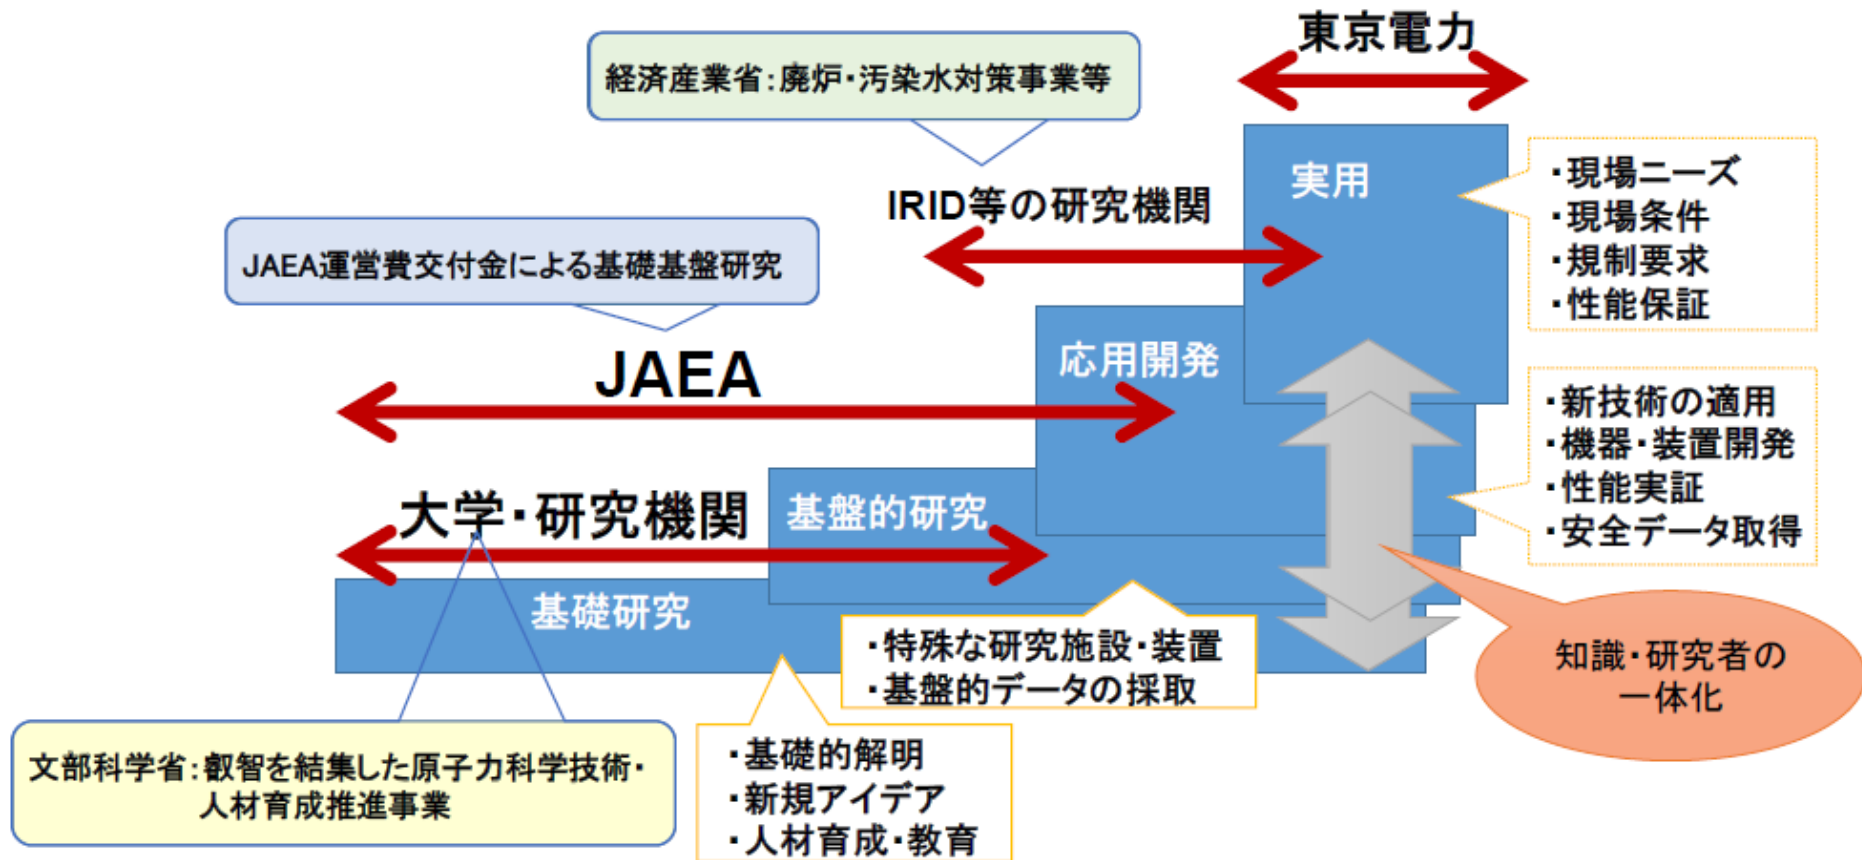 東京電力
経済産業省：廃炉・汚染水対策事業等
実用
・現場ニーズ
・現場条件
・規制要求
・性能保証
IRID等の研究機関
JAEA運営費交付金による基礎基盤研究
JAEA
応用開発
・新技術の適用
・機器・装置開発
・性能実証
・安全データ取得
大学・研究機関
基盤的研究
基礎研究
・特殊な研究施設・装置
・基盤的データの採取
知識・研究者の
一体化
文部科学省：叡智を結集した原子力科学技術・
人材育成推進事業
・基礎的解明
・新規アイデア
・人材育成・教育